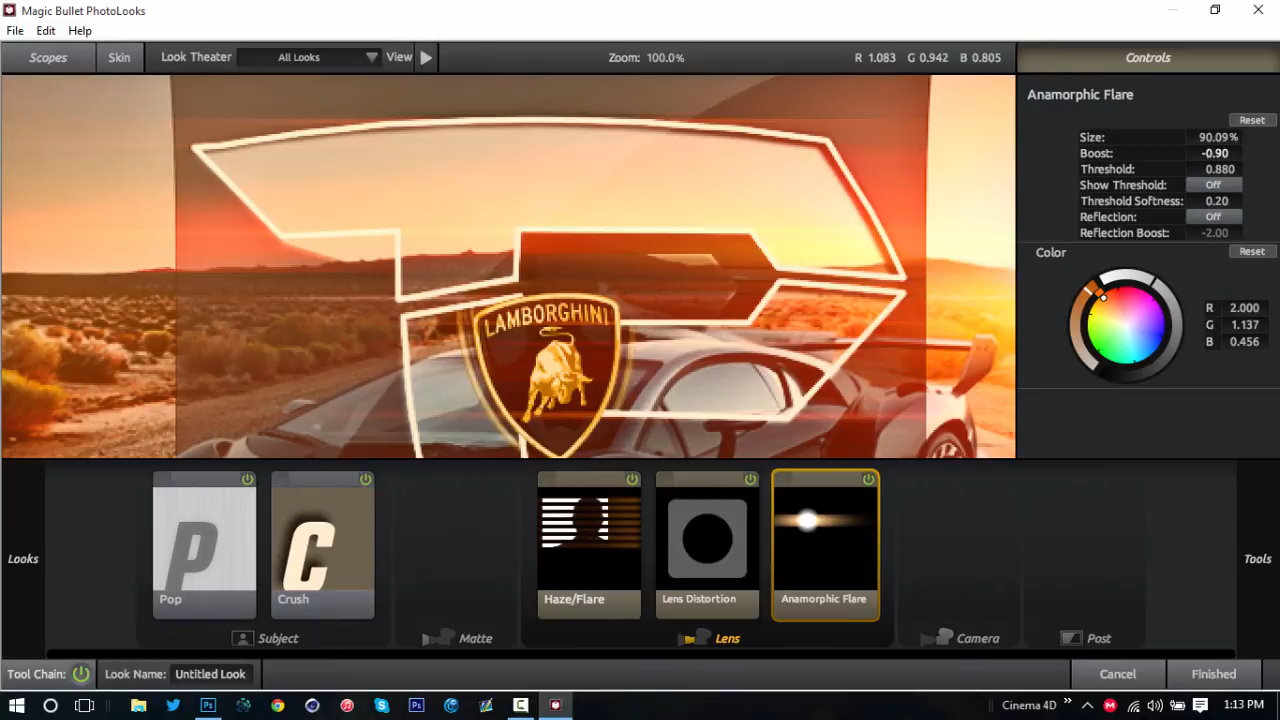 Magic Bullet PhotoLooks
File Edit Help
Scopes Skin Look Theater All Looks View Zoom: 100.0% R 1.083 G 0.942 B 0.805 Controls
Anamorphic Flare
Reset
Size: 90.09%
Boost: -0.90
Threshold: 0.880
Show Threshold: Off
Threshold Softness: 0.20
Reflection: Off
Reflection Boost: -2.00
Color Reset
R 2.000
G 1.137
B 0.456
LAMBORGHINI
P C
Looks Tools
Pop Crush Haze/Flare Lens Distortion Anamorphic Flare
Subject Matte Lens Camera Post
Tool Chain: Look Name: Untitled Look Cancel Finished
Ps Ps Cinema 4D 1:13 PM